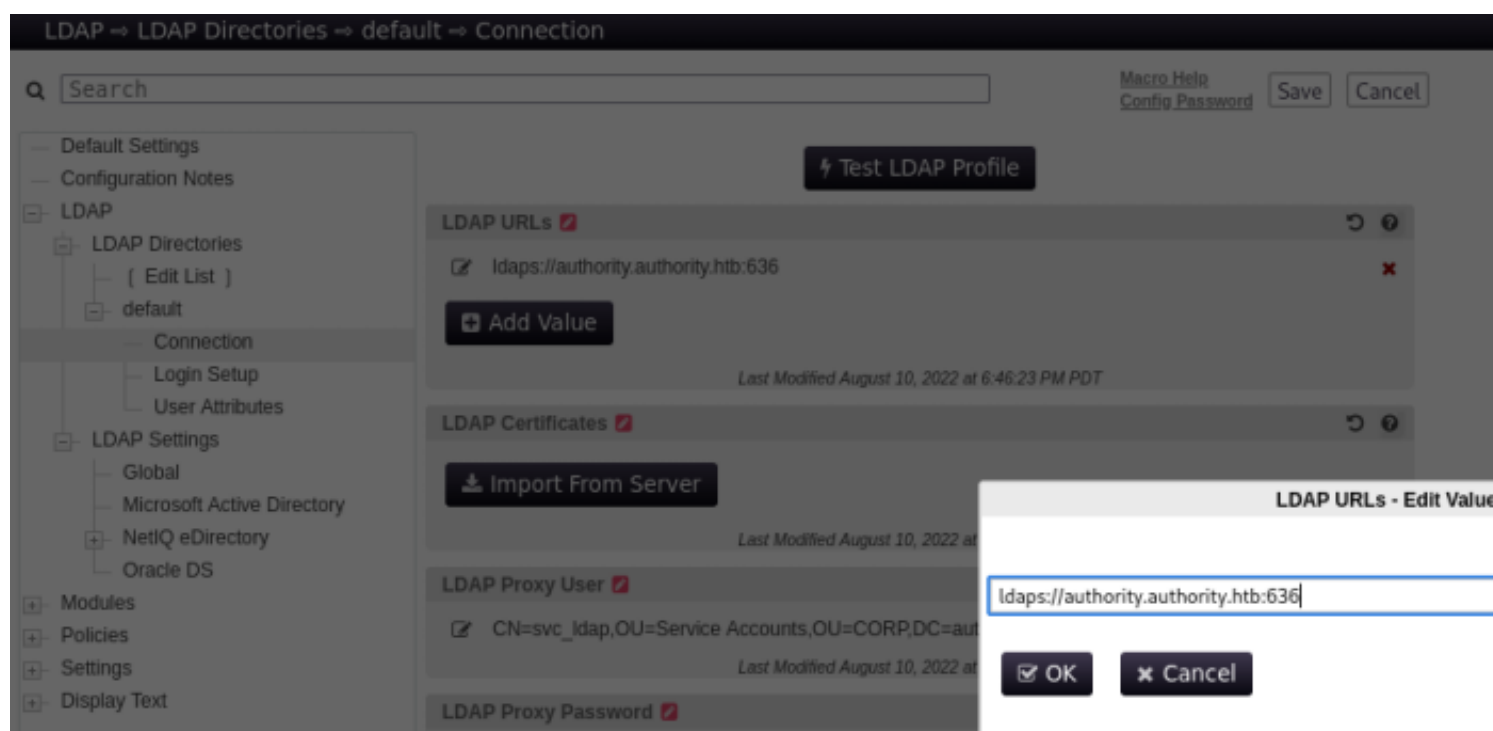 LDAP ⇨ LDAP Directories ⇨ default ⇨ Connection
Search
Macro Help
Config Password
Save
Cancel
Default Settings
Configuration Notes
LDAP
LDAP Directories
[ Edit List ]
default
Connection
Login Setup
User Attributes
LDAP Settings
Global
Microsoft Active Directory
NetIQ eDirectory
Oracle DS
Modules
Policies
Settings
Display Text
Test LDAP Profile
LDAP URLs
ldaps://authority.authority.htb:636
Add Value
Last Modified August 10, 2022 at 6:46:23 PM PDT
LDAP Certificates
Import From Server
Last Modified August 10, 2022 at
LDAP Proxy User
CN=svc_ldap,OU=Service Accounts,OU=CORP,DC=aut
Last Modified August 10, 2022 at
LDAP Proxy Password
LDAP URLs - Edit Value
ldaps://authority.authority.htb:636
OK
Cancel